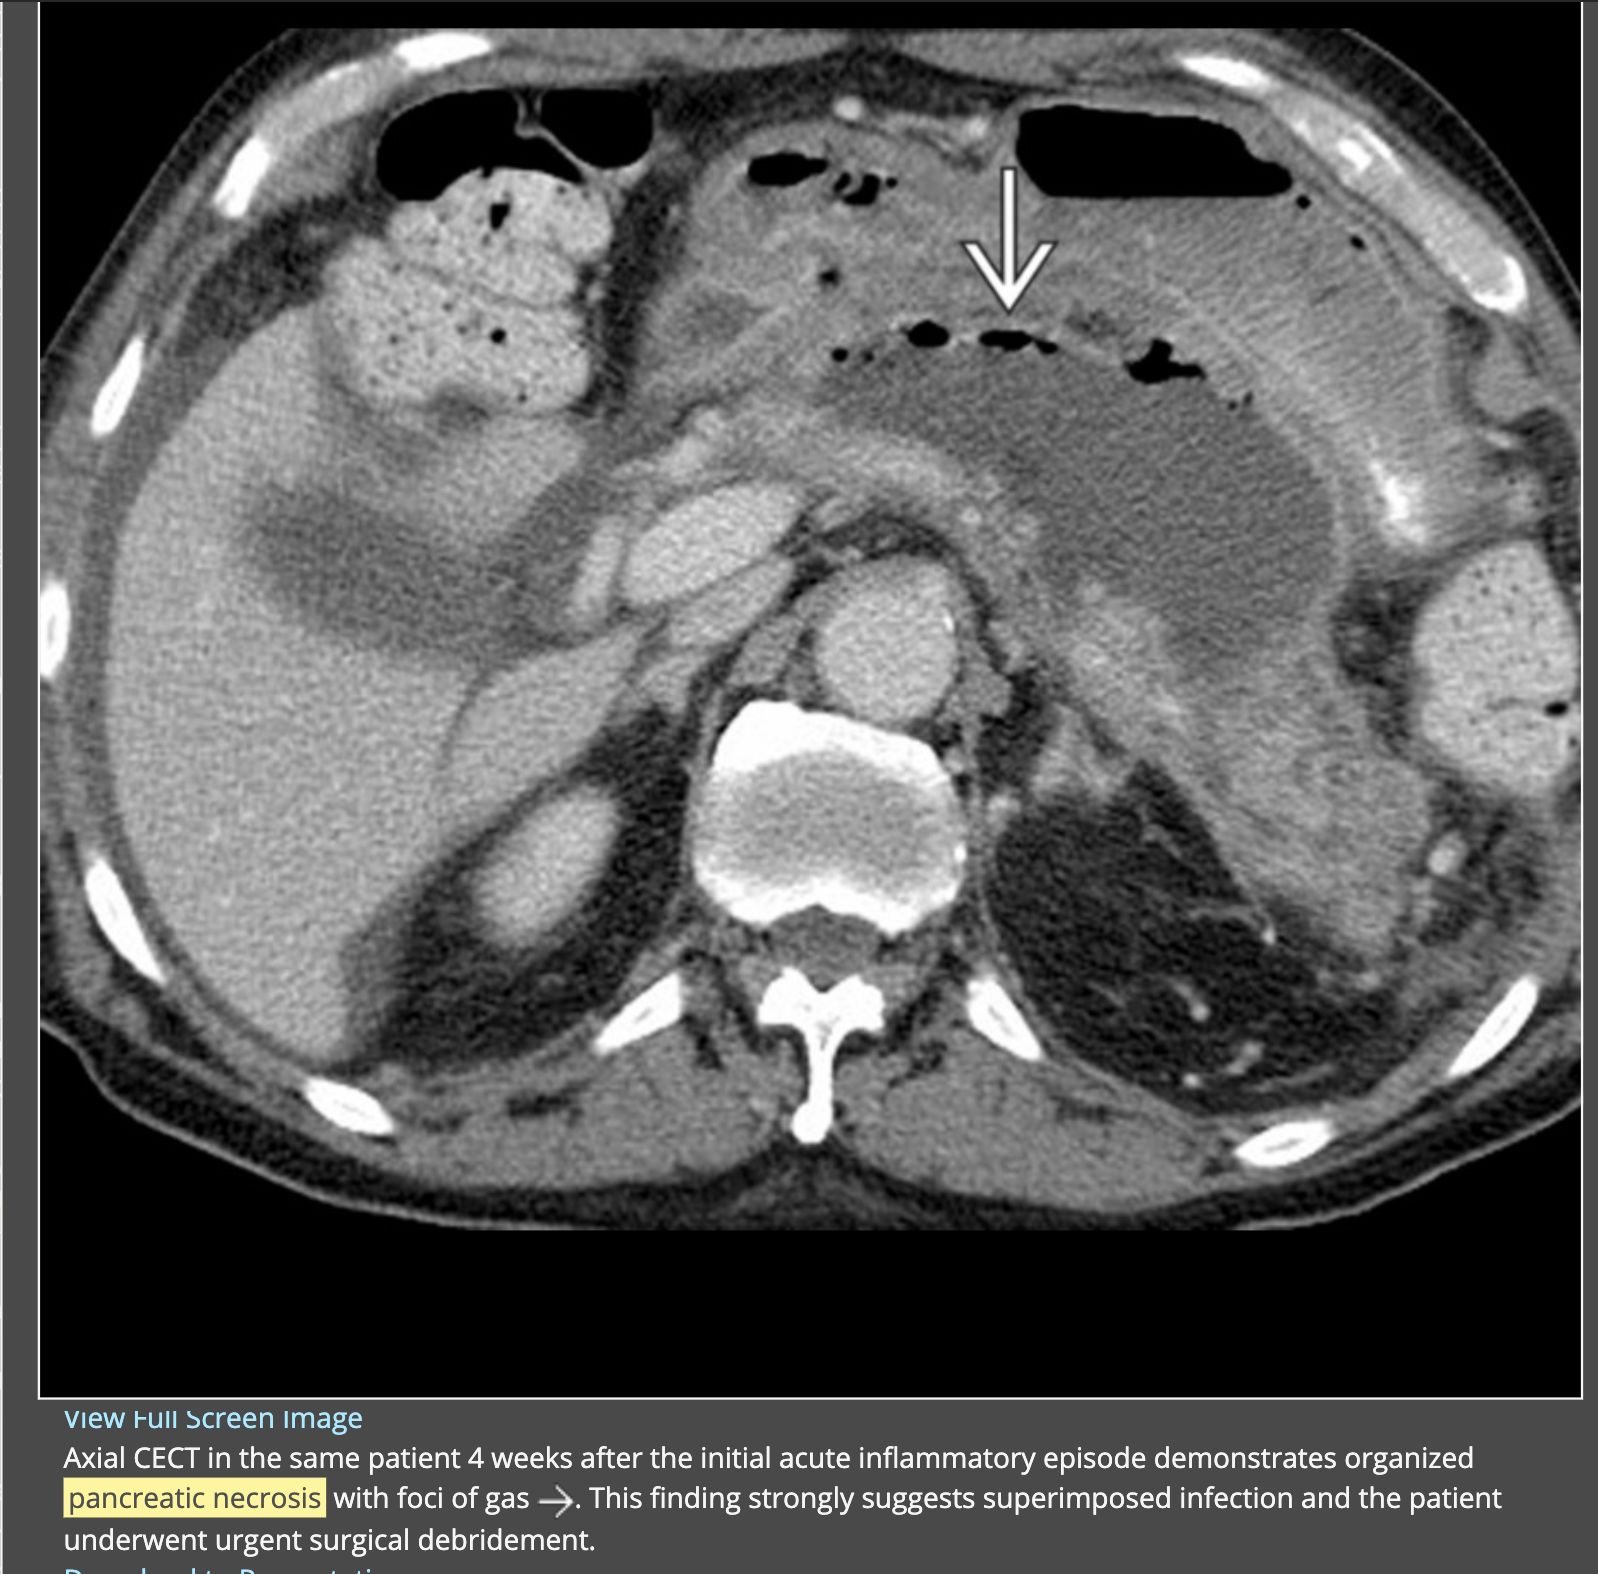 View Full Screen Image
Axial CECT in the same patient 4 weeks after the initial acute inflammatory episode demonstrates organized
pancreatic necrosis with foci of gas →. This finding strongly suggests superimposed infection and the patient
underwent urgent surgical debridement.